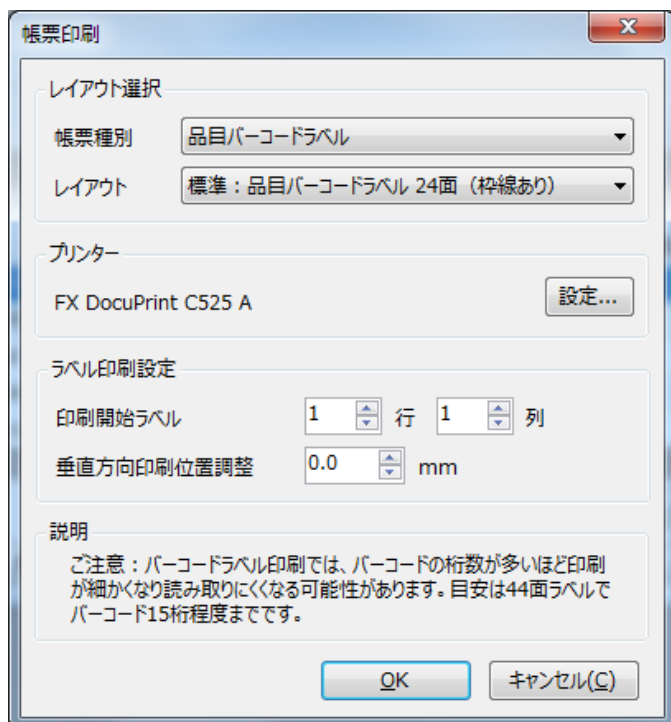 帳票印刷
レイアウト選択
帳票種別 品目バーコードラベル
レイアウト 標準：品目バーコードラベル 24面（枠線あり）
プリンター
FX DocuPrint C525 A 設定...
ラベル印刷設定
印刷開始ラベル 1 行 1 列
垂直方向印刷位置調整 0.0 mm
説明
ご注意：バーコードラベル印刷では、バーコードの桁数が多いほど印刷
が細かくなり読み取りにくくなる可能性があります。目安は44面ラベルで
バーコード15桁程度までです。
OK キャンセル(C)